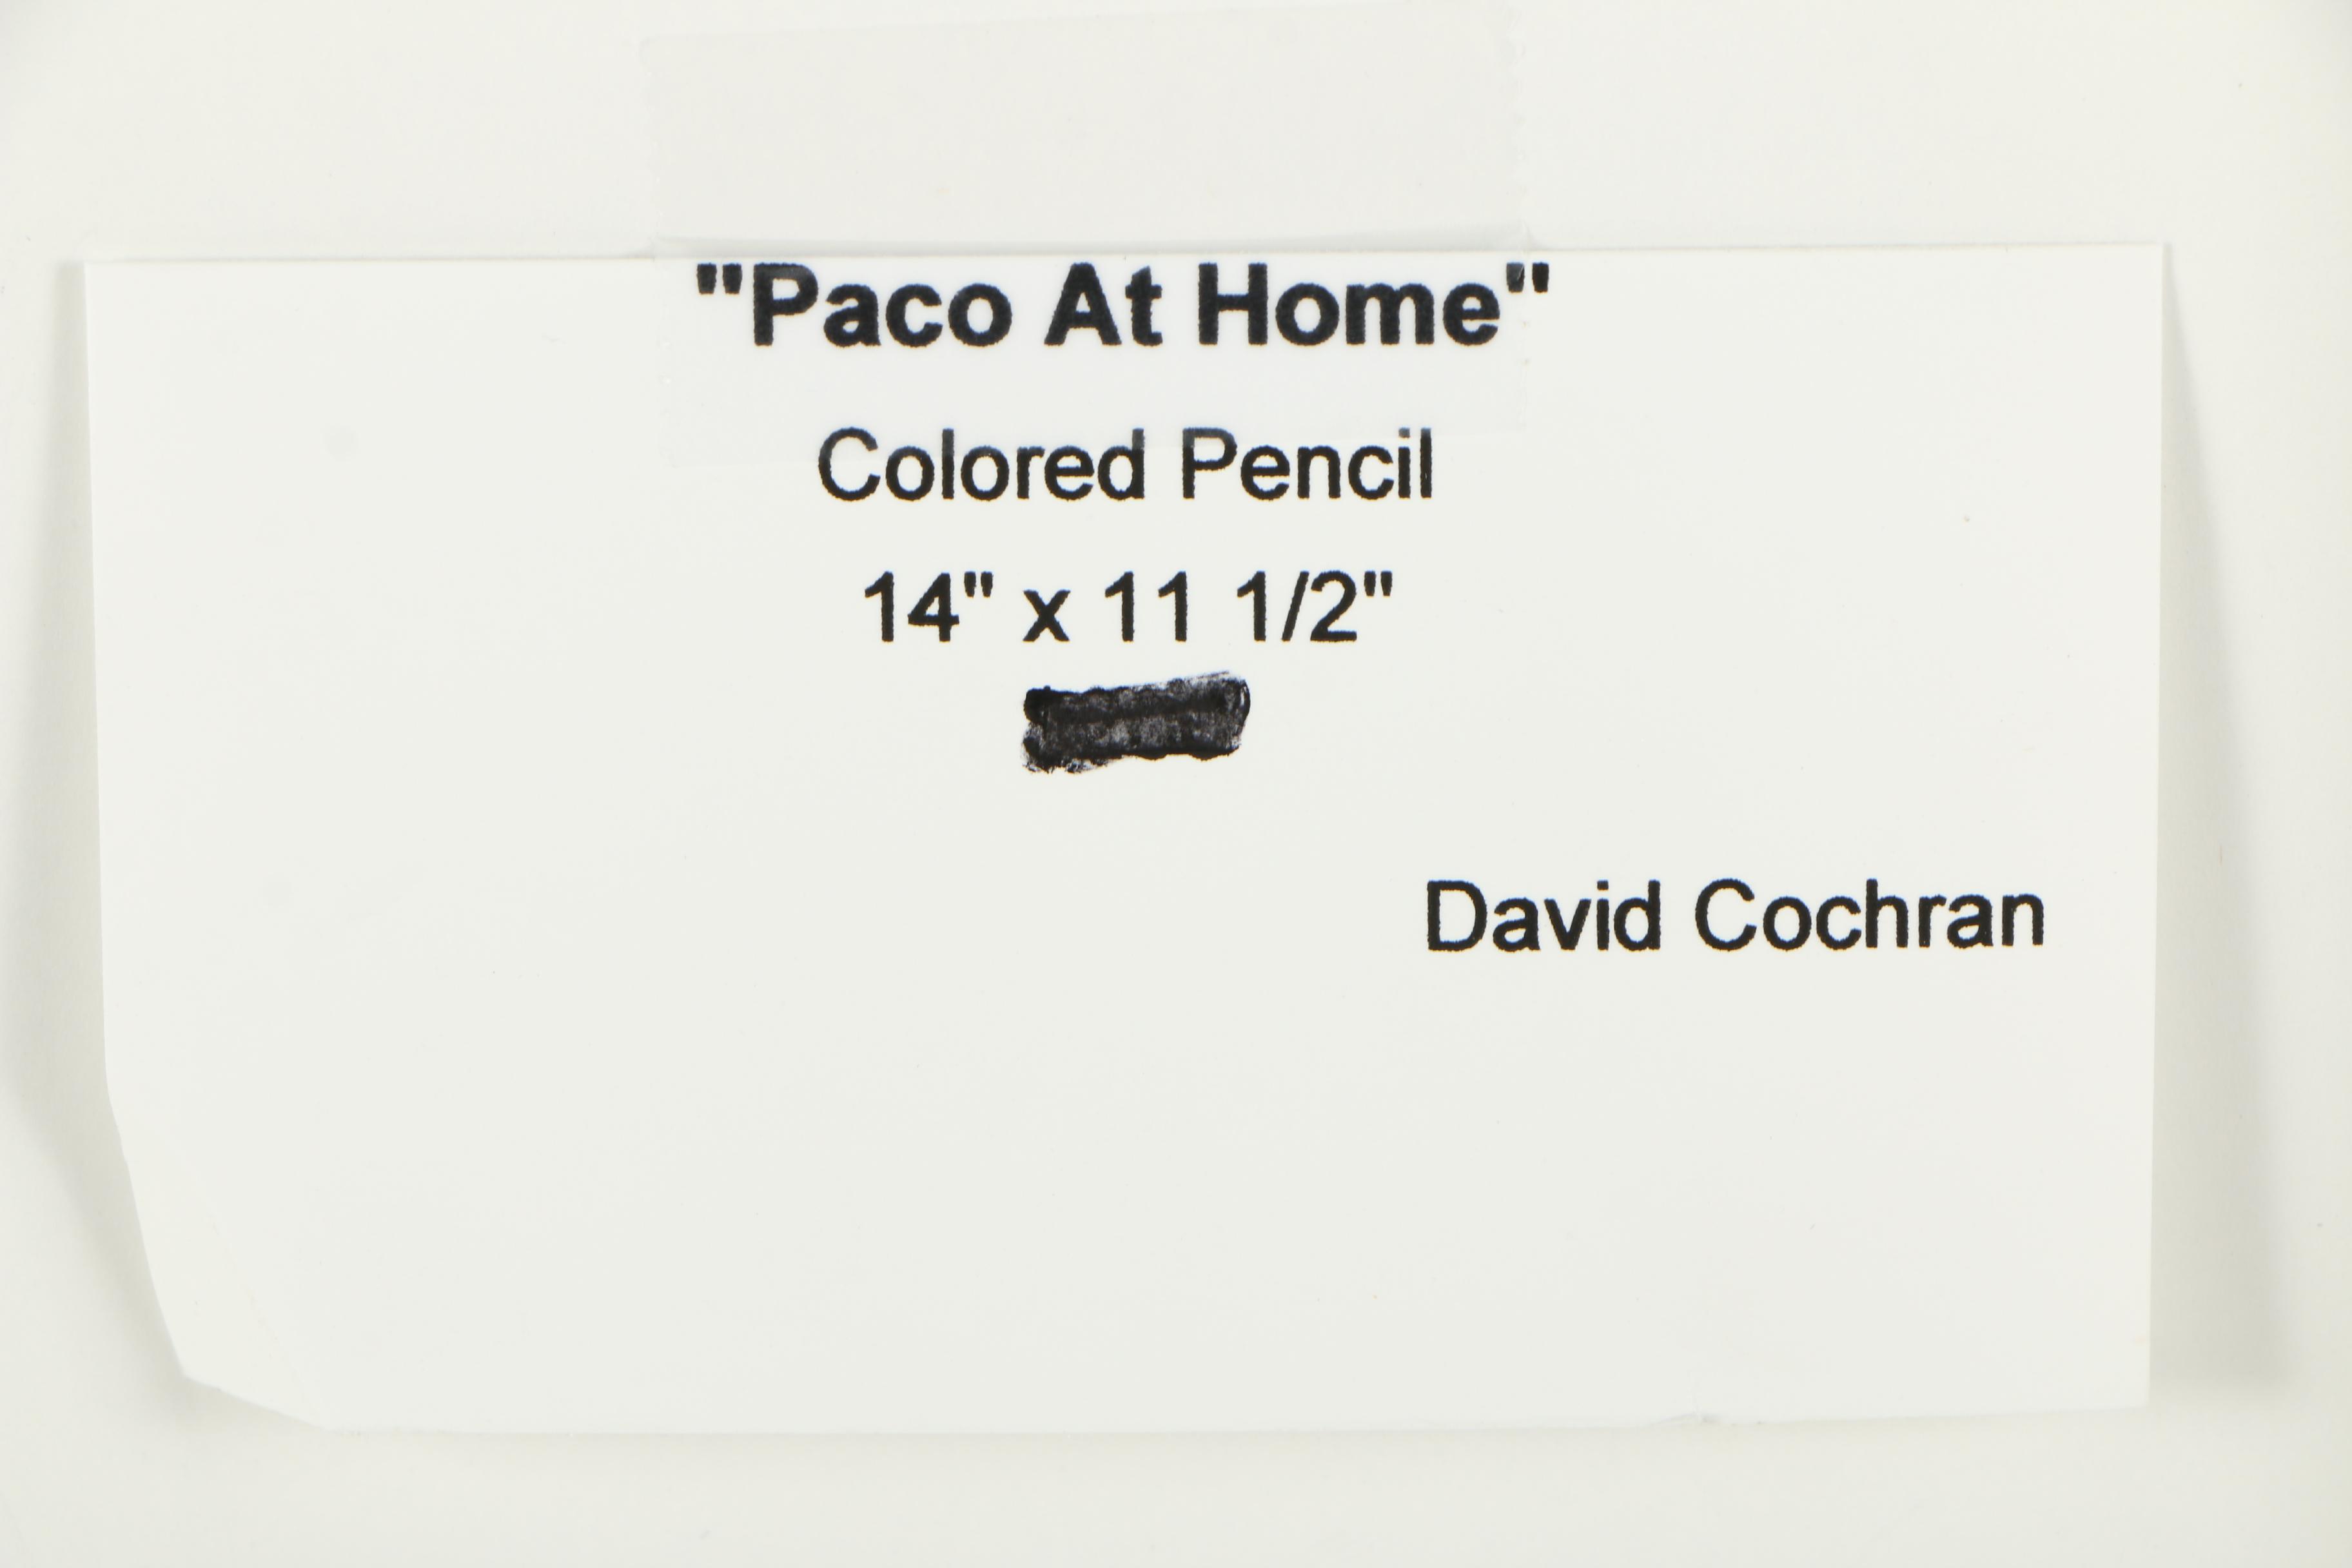 "Paco At Home"
Colored Pencil
14" x 11 1/2"
David Cochran